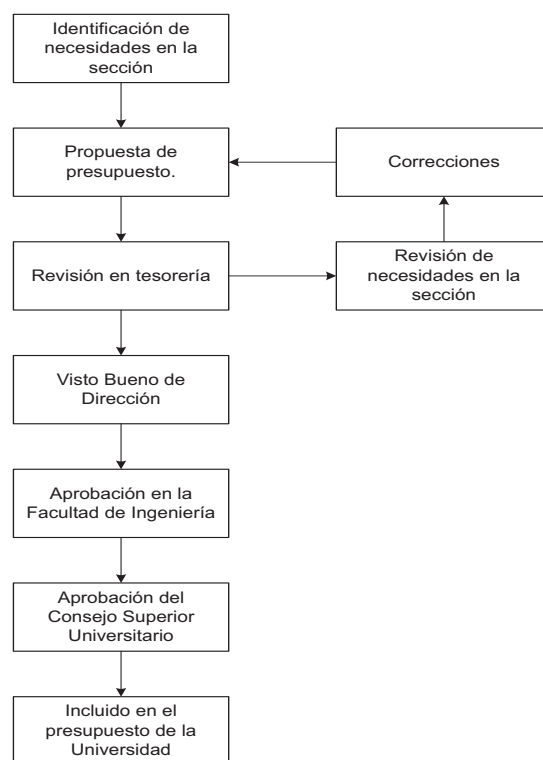 Identificación de
necesidades en la
sección
Propuesta de
presupuesto.
Correcciones
Revisión en tesorería
Revisión de
necesidades en la
sección
Visto Bueno de
Dirección
Aprobación en la
Facultad de Ingeniería
Aprobación del
Consejo Superior
Universitario
Incluido en el
presupuesto de la
Universidad